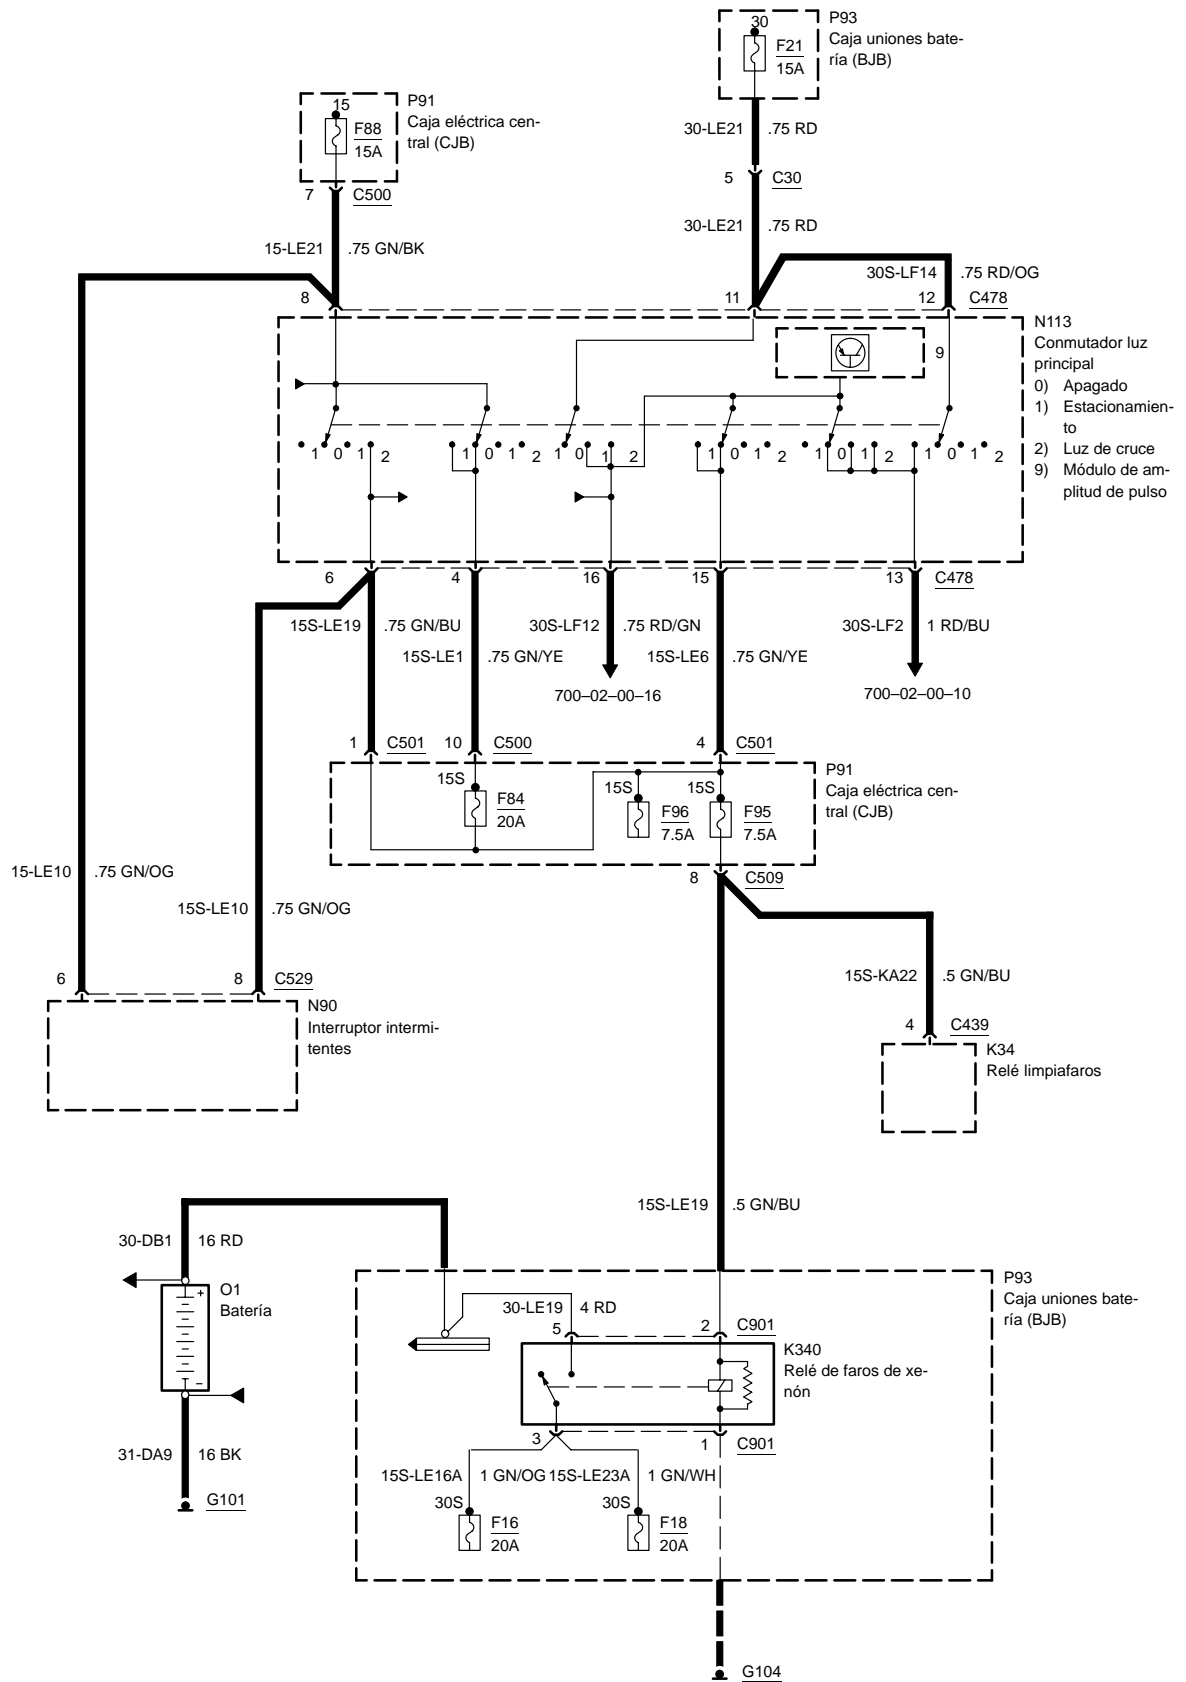 30
P93
Caja uniones bate-
ría (BJB)
F21
15A
15
P91
Caja eléctrica cen-
tral (CJB)
F88
15A
30-LE21 .75 RD
5 C30
7 C500
30-LE21 .75 RD
15-LE21 .75 GN/BK
30S-LF14 .75 RD/OG
8 11 12 C478
N113
Conmutador luz
principal
0) Apagado
1) Estacionamien-
to
2) Luz de cruce
9) Módulo de am-
plitud de pulso
9
1 0 1 2 1 0 1 2 1 0 1 2 1 0 1 2 1 0 1 2 1 0 1 2
6 4 16 15 13 C478
15S-LE19 .75 GN/BU 30S-LF12 .75 RD/GN 30S-LF2 1 RD/BU
15S-LE1 .75 GN/YE 15S-LE6 .75 GN/YE
700–02–00–16 700–02–00–10
1 C501 10 C500 4 C501
P91
Caja eléctrica cen-
tral (CJB)
15S 15S 15S
F84
20A
F96
7.5A
F95
7.5A
15-LE10 .75 GN/OG
8 C509
15S-LE10 .75 GN/OG
15S-KA22 .5 GN/BU
6 8 C529
N90
Interruptor intermi-
tentes
4 C439
K34
Relé limpiafaros
15S-LE19 .5 GN/BU
30-DB1 16 RD
O1
Batería
+
–
P93
Caja uniones bate-
ría (BJB)
30-LE19 4 RD
5 2 C901
K340
Relé de faros de xe-
nón
3 1 C901
31-DA9 16 BK
15S-LE16A 1 GN/OG 15S-LE23A 1 GN/WH
G101
30S 30S
F16
20A
F18
20A
G104